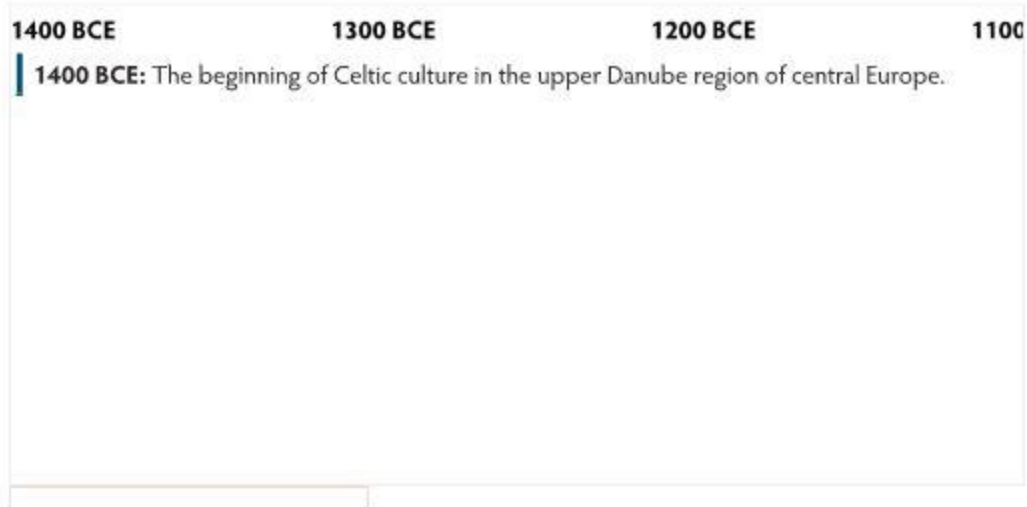 1400 BCE 1300 BCE 1200 BCE 1100
1400 BCE: The beginning of Celtic culture in the upper Danube region of central Europe.